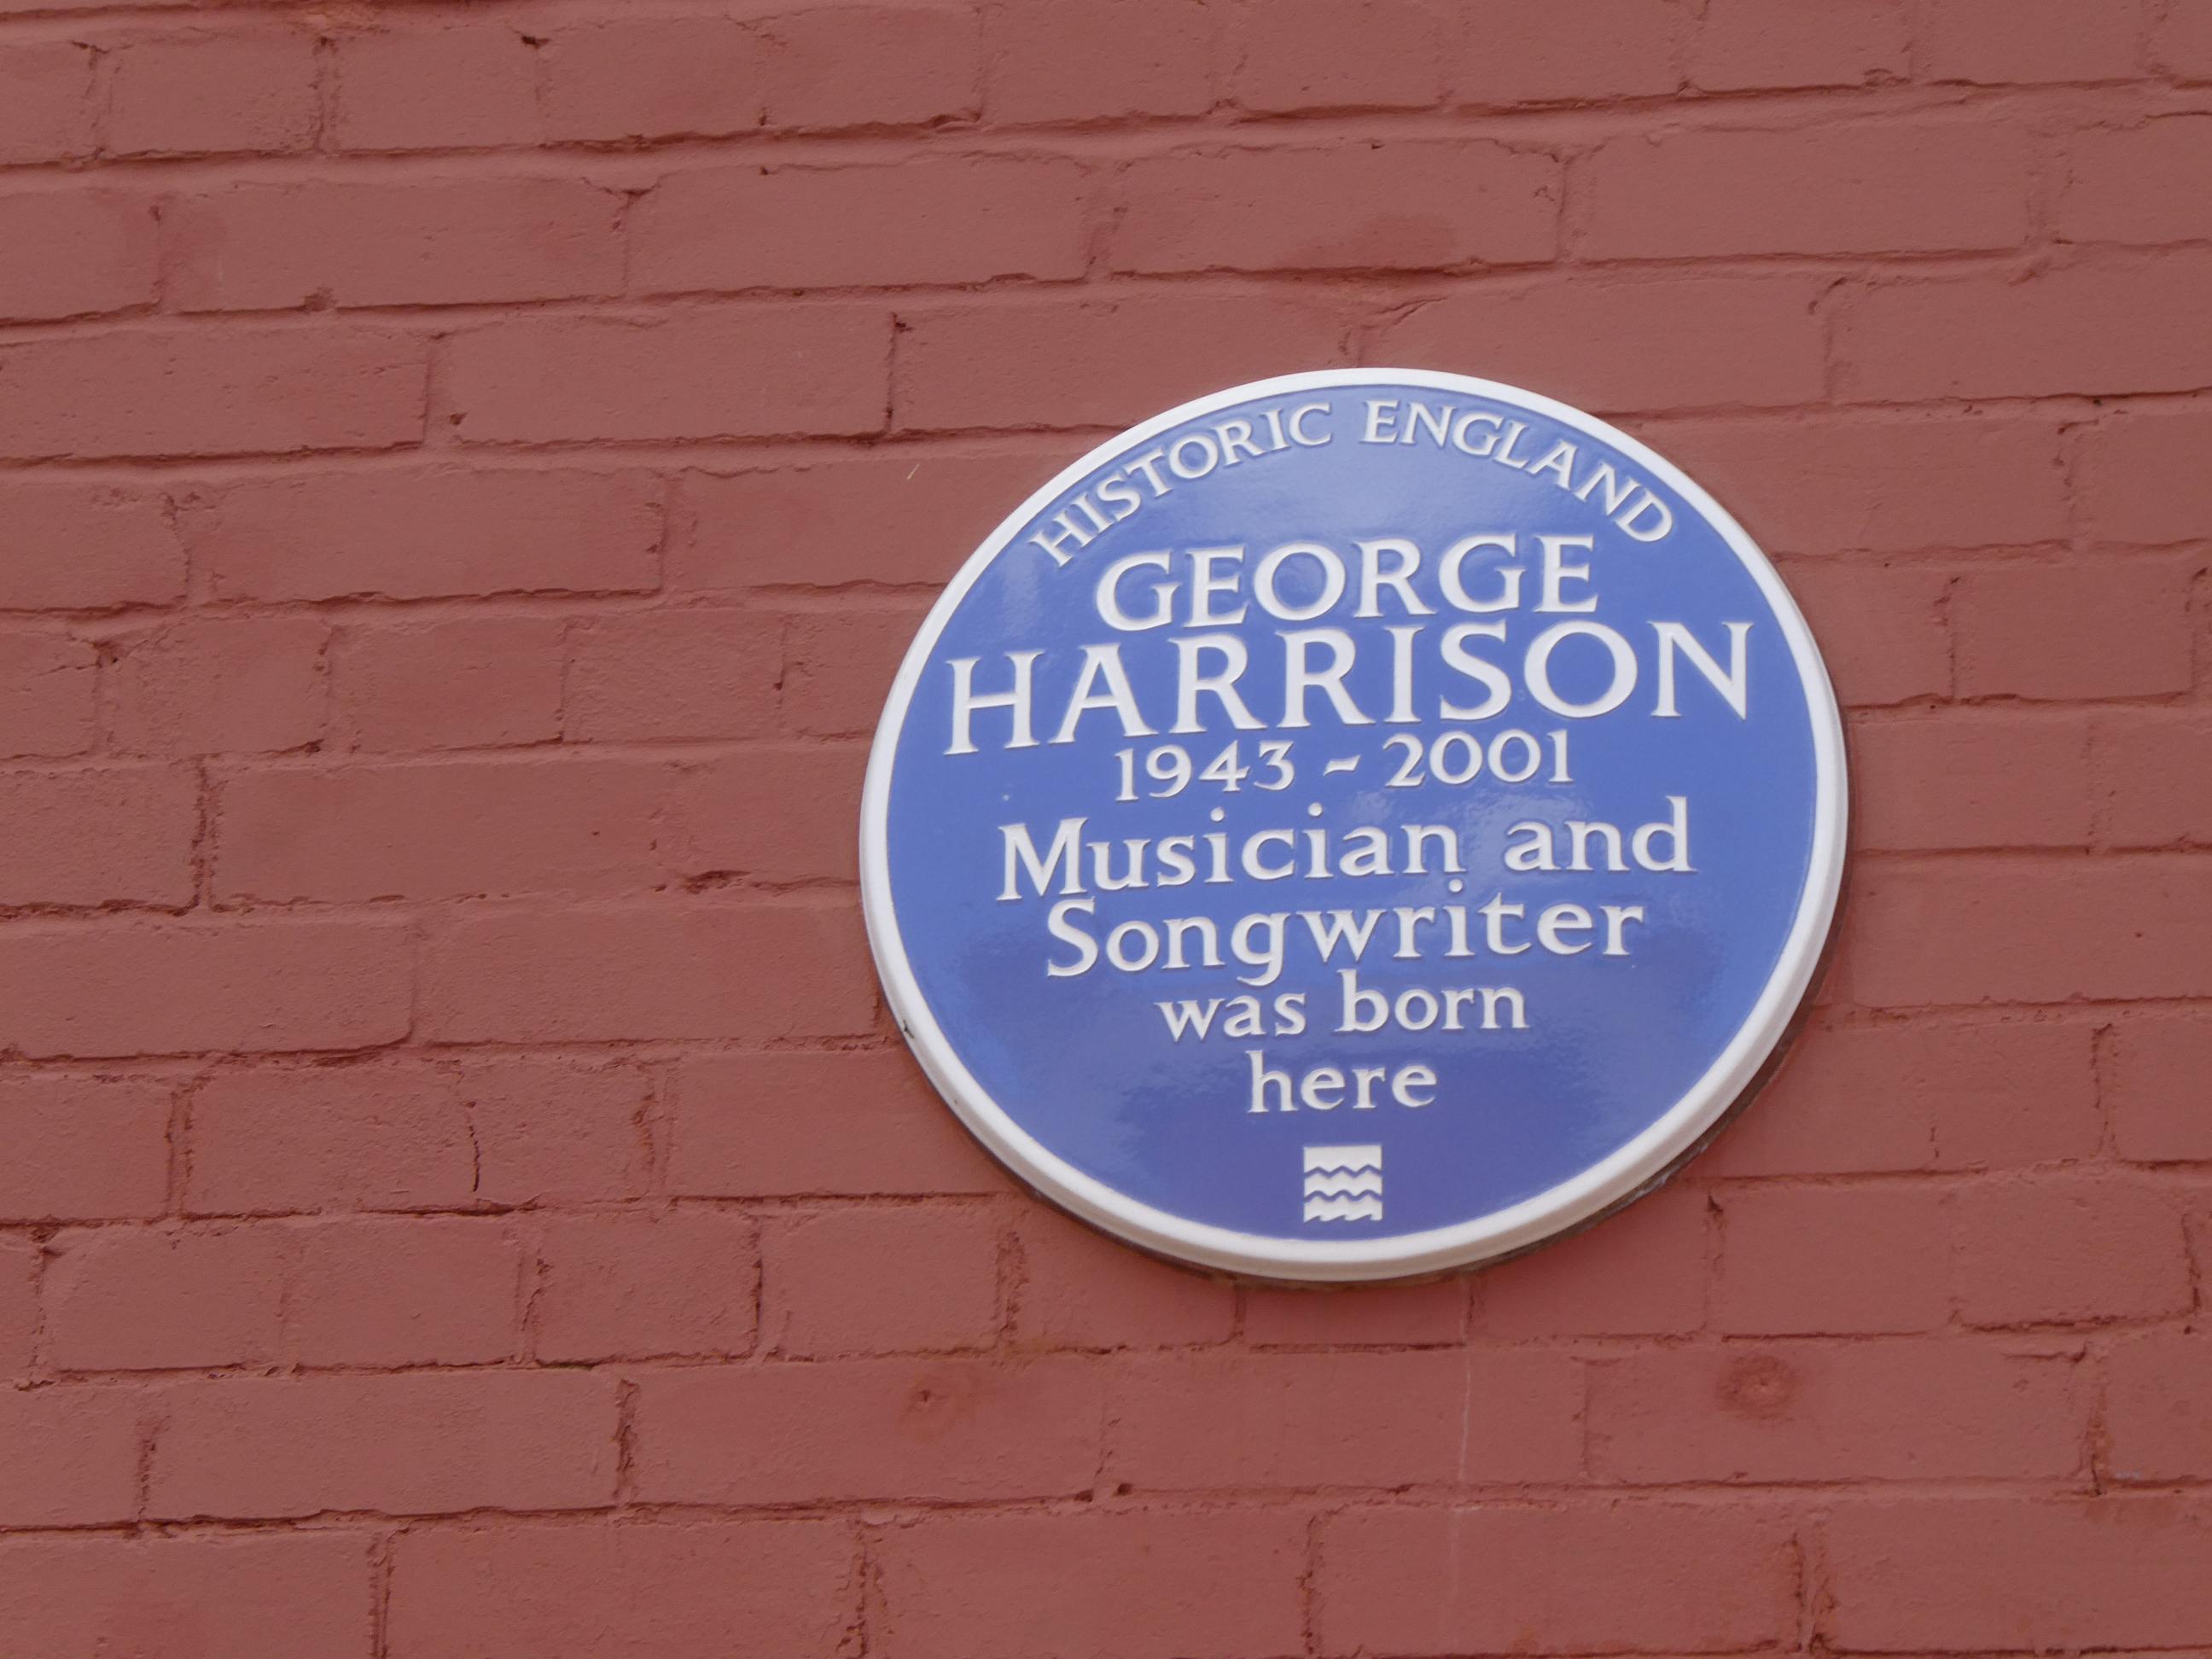 HISTORIC ENGLAND
GEORGE
HARRISON
1943 - 2001
Musician and
Songwriter
was born
here